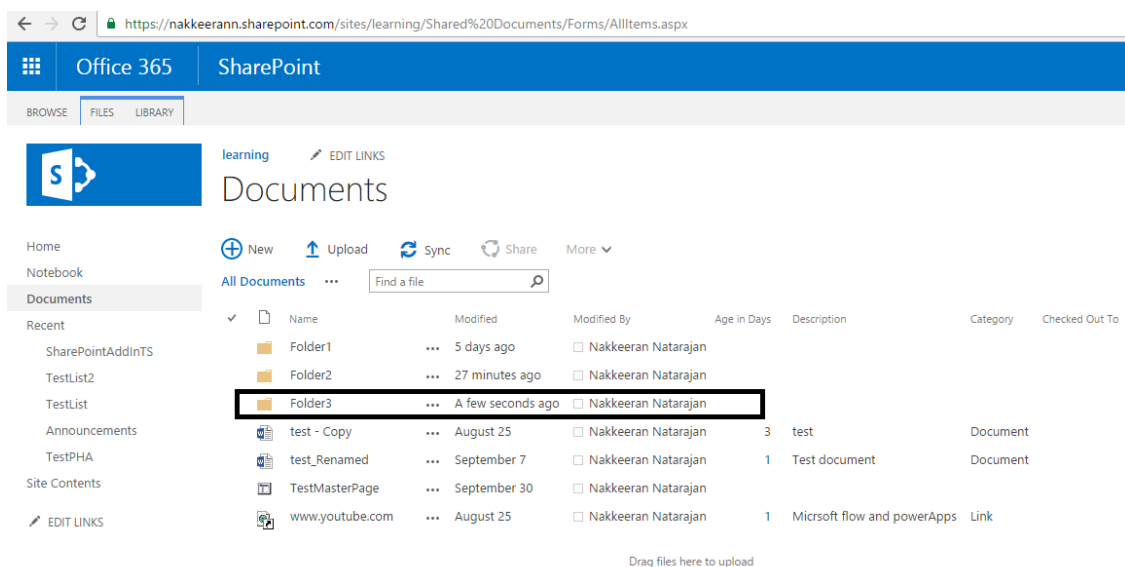 https://nakkeerann.sharepoint.com/sites/learning/Shared%20Documents/Forms/AllItems.aspx
Office 365 SharePoint
BROWSE FILES LIBRARY
S
learning EDIT LINKS
Documents
Home
Notebook
Documents
Recent
SharePointAddInTS
TestList2
TestList
Announcements
TestPHA
Site Contents
EDIT LINKS
New Upload Sync Share More
All Documents ••• Find a file
Name Modified Modified By Age in Days Description Category Checked Out To
Folder1 ••• 5 days ago Nakkeeran Natarajan
Folder2 ••• 27 minutes ago Nakkeeran Natarajan
Folder3 ••• A few seconds ago Nakkeeran Natarajan
test - Copy ••• August 25 Nakkeeran Natarajan 3 test Document
test_Renamed ••• September 7 Nakkeeran Natarajan 1 Test document Document
TestMasterPage ••• September 30 Nakkeeran Natarajan
www.youtube.com ••• August 25 Nakkeeran Natarajan 1 Micrsoft flow and powerApps Link
Drag files here to upload